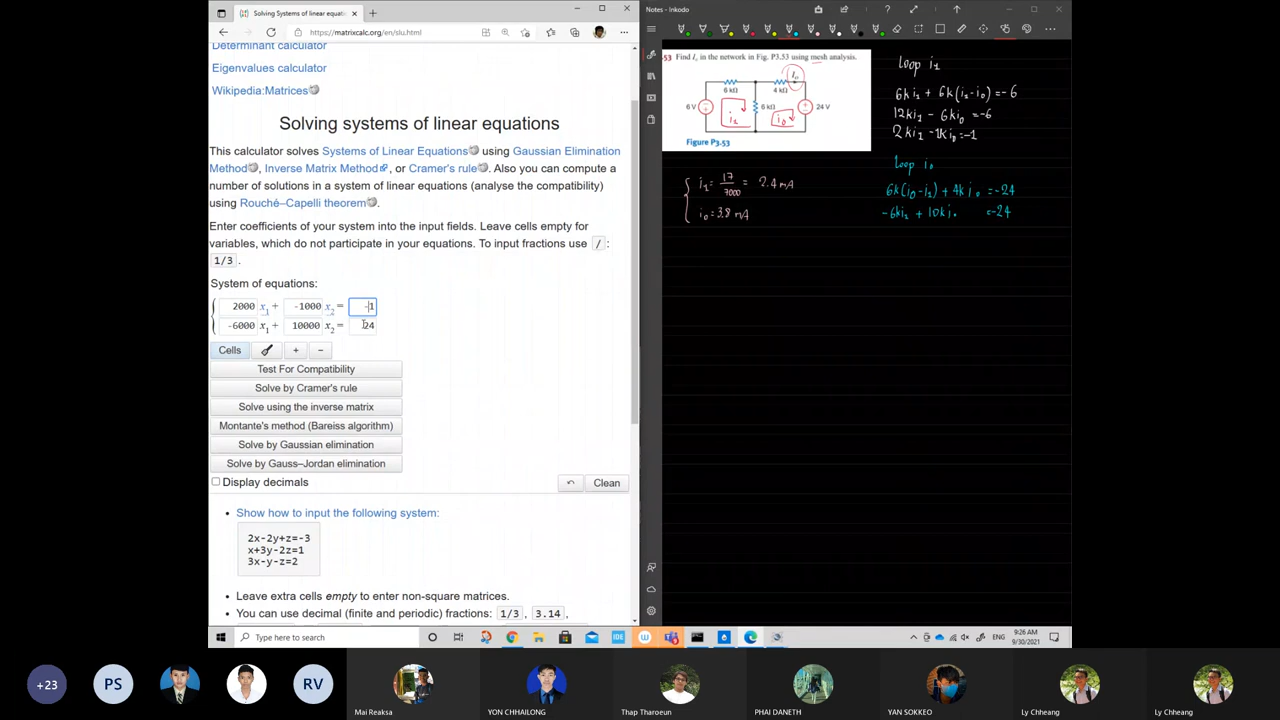 Solving Systems of linear equati
https://matrixcalc.org/en/slu.html
Determinant calculator
Eigenvalues calculator
Wikipedia:Matrices
Solving systems of linear equations
This calculator solves Systems of Linear Equations using Gaussian Elimination
Method, Inverse Matrix Method, or Cramer's rule. Also you can compute a
number of solutions in a system of linear equations (analyse the compatibility)
using Rouché–Capelli theorem.
Enter coefficients of your system into the input fields. Leave cells empty for
variables, which do not participate in your equations. To input fractions use / :
1/3 .
System of equations:
2000 x1 + -1000 x2 = -1
-6000 x1 + 10000 x2 = 24
Cells + −
Test For Compatibility
Solve by Cramer's rule
Solve using the inverse matrix
Montante's method (Bareiss algorithm)
Solve by Gaussian elimination
Solve by Gauss–Jordan elimination
Display decimals
Clean
Show how to input the following system:
2x-2y+z=-3
x+3y-2z=1
3x-y-z=2
Leave extra cells empty to enter non-square matrices.
You can use decimal (finite and periodic) fractions: 1/3 , 3.14 ,
Notes - Inkodo
.53 Find Io in the network in Fig. P3.53 using mesh analysis.
Io
6 kΩ 4 kΩ
6 V 6 kΩ 24 V
i1 i0
Figure P3.53
i1 = 17/7000 = 2.4 mA
i0 = 3.8 mA
loop i1
6ki1 + 6k(i1-i0) = -6
12ki1 - 6ki0 = -6
2ki1 - 1ki0 = -1
loop i0
6k(i0-i1) + 4ki0 = -24
-6ki1 + 10ki0 = -24
Type here to search
IDE
ENG
9:26 AM
9/30/2021
+23
PS
RV
Mai Reaksa
YON CHHAILONG
Thap Tharoeun
PHAI DANETH
YAN SOKKEO
Ly Chheang
Ly Chheang